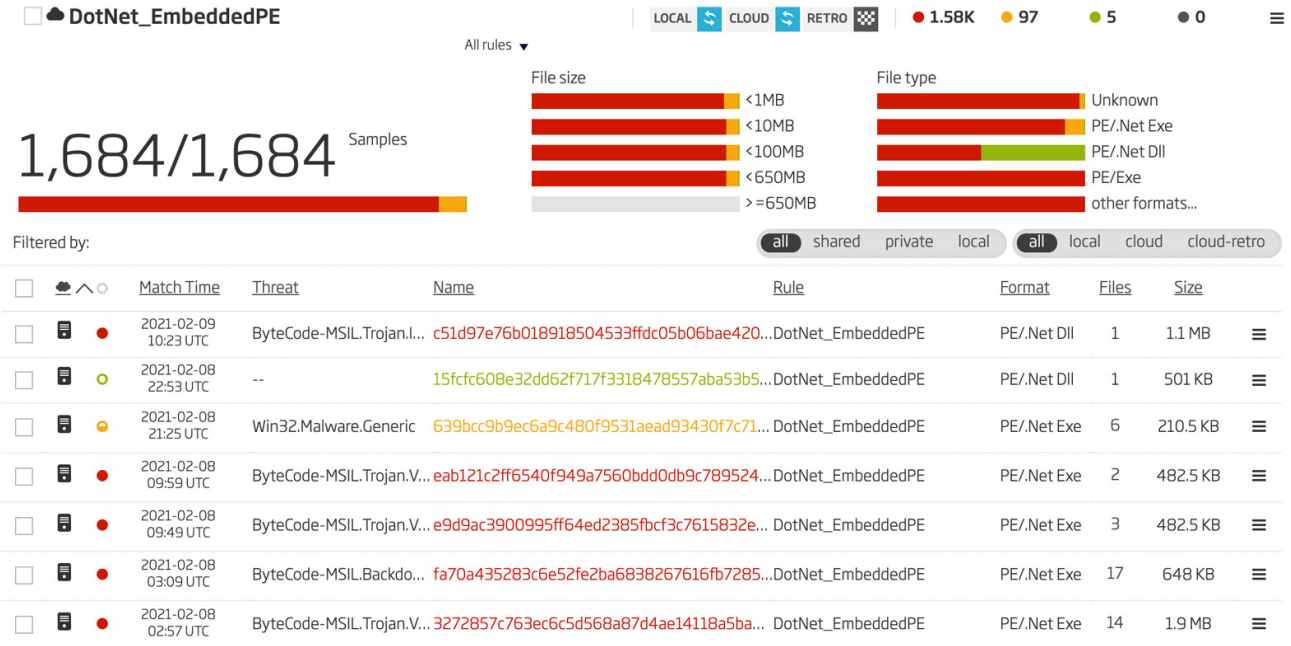 DotNet_EmbeddedPE LOCAL CLOUD RETRO 1.58K 97 5 0
All rules
File size File type
<1MB Unknown
<10MB PE/.Net Exe
1,684/1,684 Samples <100MB PE/.Net Dll
<650MB PE/Exe
>=650MB other formats...
Filtered by: all shared private local all local cloud cloud-retro
Match Time Threat Name Rule Format Files Size
2021-02-09 10:23 UTC ByteCode-MSIL.Trojan.I... c51d97e76b018918504533ffdc05b06bae420... DotNet_EmbeddedPE PE/.Net Dll 1 1.1 MB
2021-02-08 22:53 UTC -- 15fcfc608e32dd62f717f3318478557aba53b5... DotNet_EmbeddedPE PE/.Net Dll 1 501 KB
2021-02-08 21:25 UTC Win32.Malware.Generic 639bcc9b9ec6a9c480f9531aead93430f7c71... DotNet_EmbeddedPE PE/.Net Exe 6 210.5 KB
2021-02-08 09:59 UTC ByteCode-MSIL.Trojan.V... eab121c2ff6540f949a7560bdd0db9c789524... DotNet_EmbeddedPE PE/.Net Exe 2 482.5 KB
2021-02-08 09:49 UTC ByteCode-MSIL.Trojan.V... e9d9ac3900995ff64ed2385fbcf3c7615832e... DotNet_EmbeddedPE PE/.Net Exe 3 482.5 KB
2021-02-08 03:09 UTC ByteCode-MSIL.Backdo... fa70a435283c6e52fe2ba6838267616fb7285... DotNet_EmbeddedPE PE/.Net Exe 17 648 KB
2021-02-08 02:57 UTC ByteCode-MSIL.Trojan.V... 3272857c763ec6c5d568a87d4ae14118a5ba... DotNet_EmbeddedPE PE/.Net Exe 14 1.9 MB